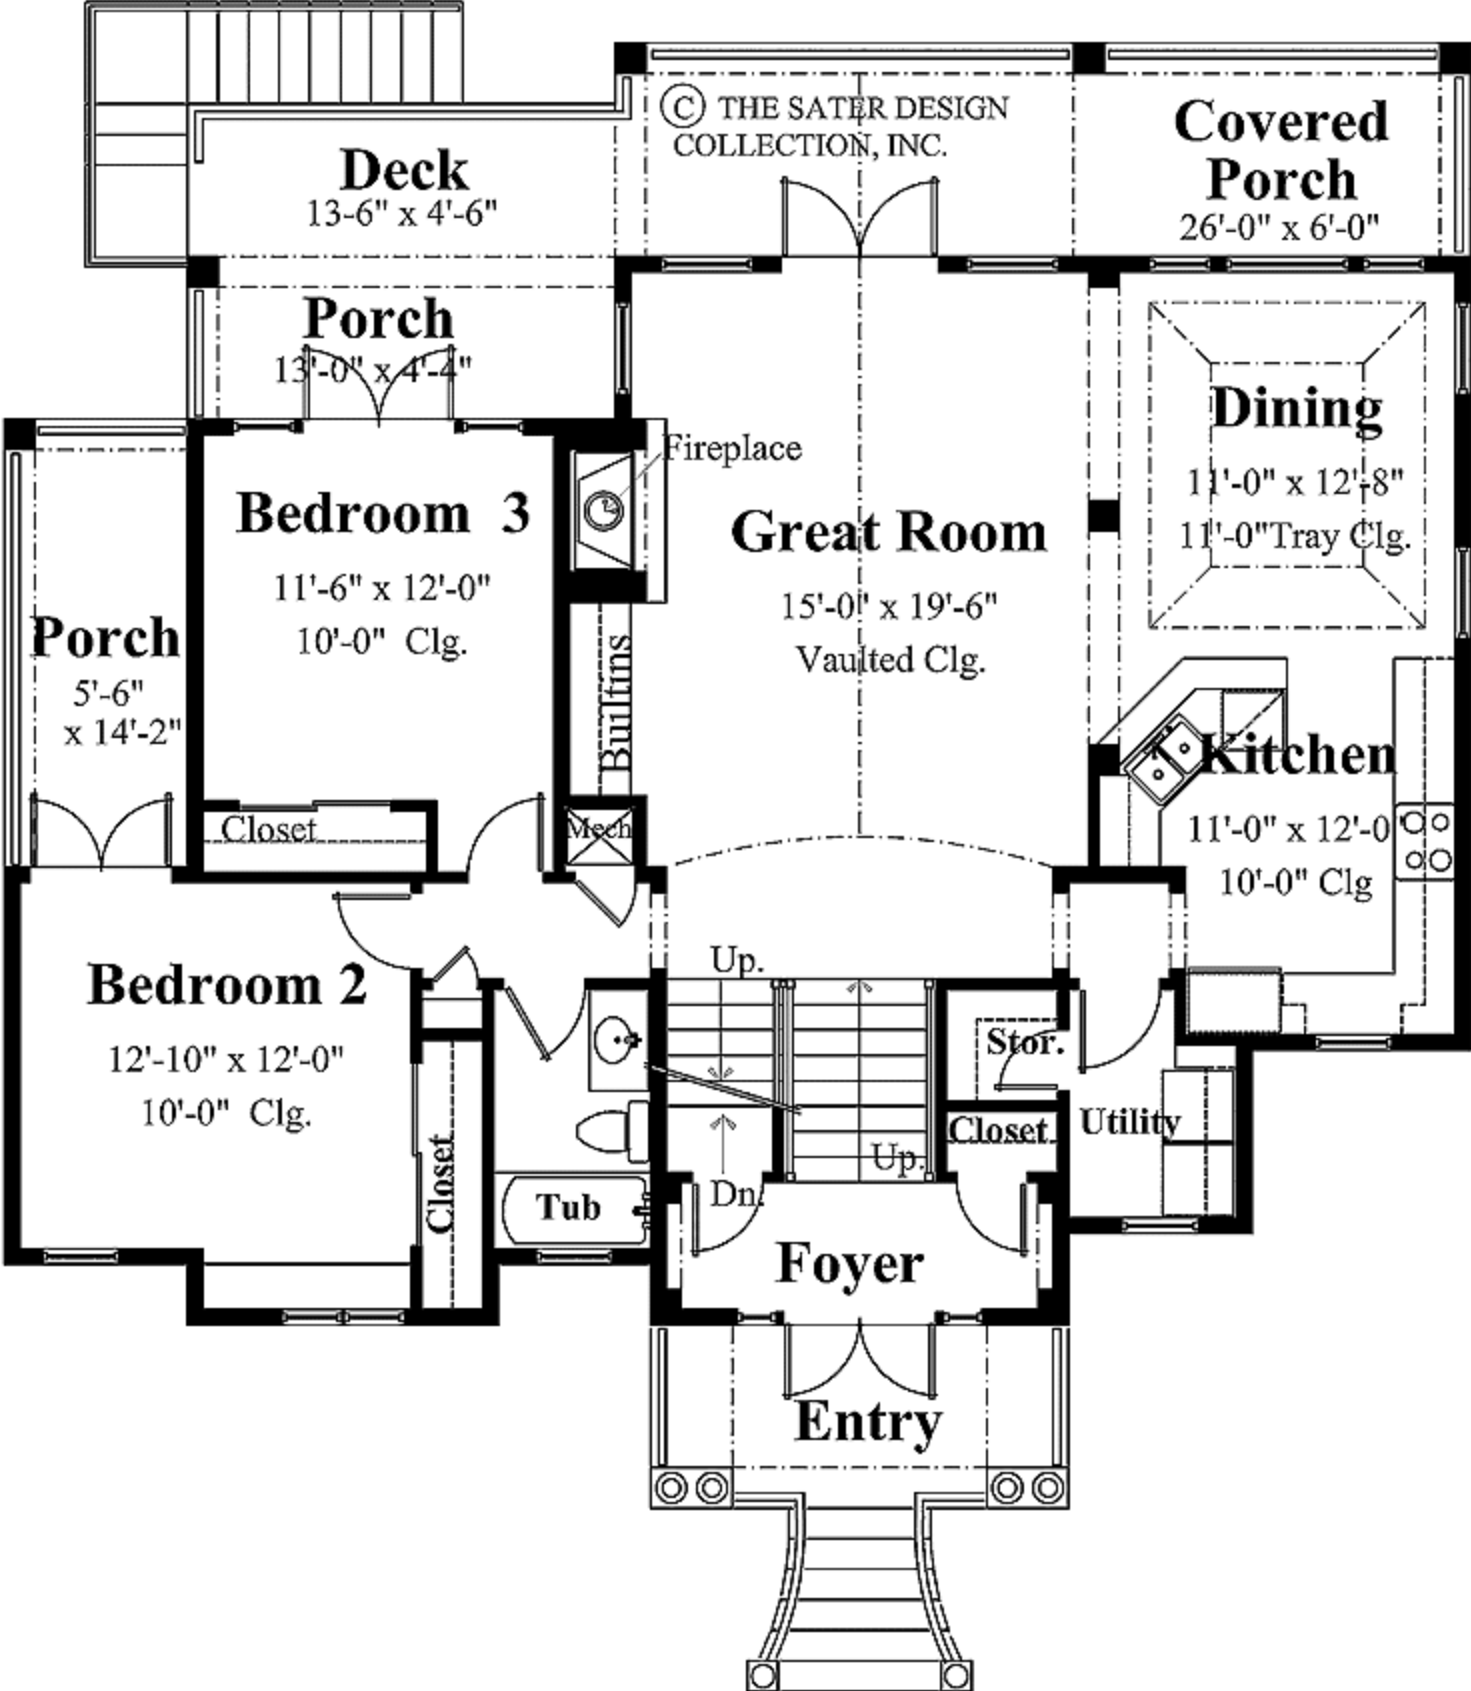 © THE SATER DESIGN
COLLECTION, INC.
Covered
Porch
26'-0" x 6'-0"
Deck
13-6" x 4'-6"
Porch
13'-0" x 4'-4"
Fireplace
Dining
11'-0" x 12'-8"
11'-0"Tray Clg.
Bedroom 3
11'-6" x 12'-0"
10'-0" Clg.
Great Room
15'-0" x 19'-6"
Vaulted Clg.
Porch
5'-6"
x 14'-2"
Builtins
Kitchen
11'-0" x 12'-0"
10'-0" Clg
Closet
Mech
Up.
Bedroom 2
12'-10" x 12'-0"
10'-0" Clg.
Closet
Stor.
Closet
Utility
Up.
Dn.
Tub
Foyer
Entry